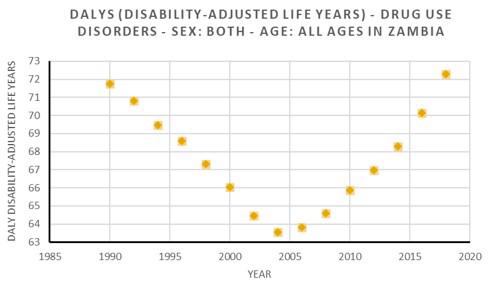 DALYS (DISABILITY-ADJUSTED LIFE YEARS) - DRUG USE
DISORDERS - SEX: BOTH - AGE: ALL AGES IN ZAMBIA
DALY DISABILITY-ADJUSTED LIFE YEARS
73
72
71
70
69
68
67
66
65
64
63
1985 1990 1995 2000 2005 2010 2015 2020
YEAR